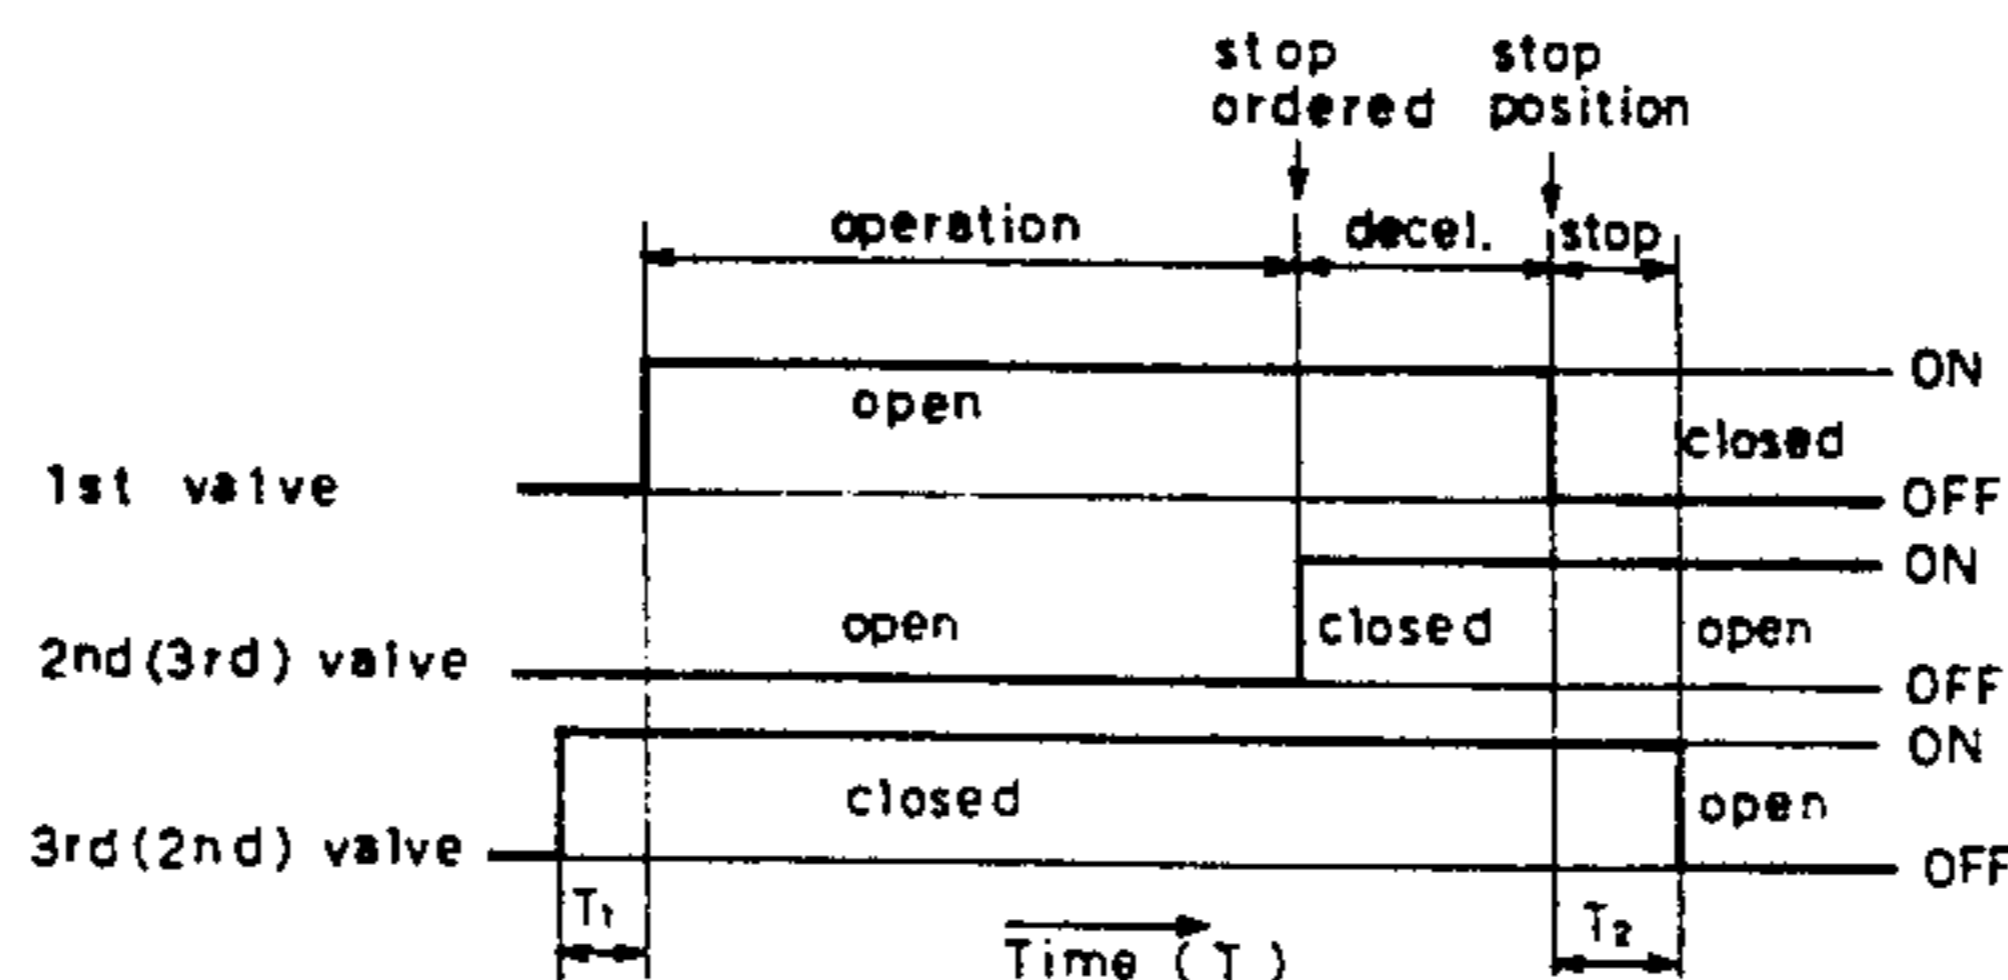 stop stop
ordered position
operation decel. stop
ON
open
closed
1st valve OFF
ON
open closed open
2nd(3rd) valve OFF
ON
closed open
3rd(2nd) valve OFF
T1 T2
Time (T)